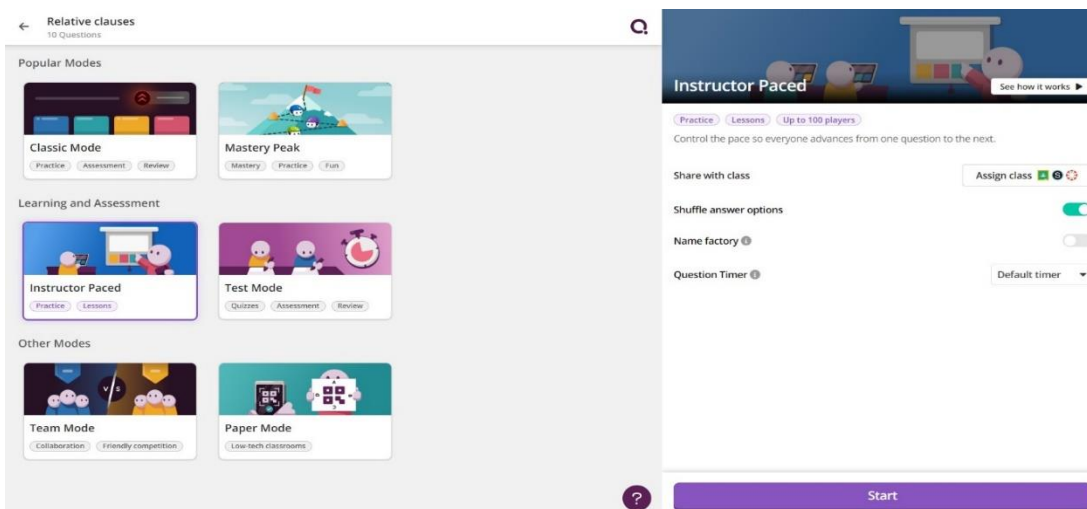 Relative clauses
10 Questions
Popular Modes
Classic Mode
Practice Assessment Review
Mastery Peak
Mastery Practice Fun
Learning and Assessment
Instructor Paced
Practice Lessons
Test Mode
Quizzes Assessment Review
Other Modes
V/S
Team Mode
Collaboration Friendly competition
Paper Mode
Low-tech classrooms
?
Instructor Paced
See how it works
Practice Lessons Up to 100 players
Control the pace so everyone advances from one question to the next.
Share with class
Assign class
Shuffle answer options
Name factory
Question Timer
Default timer
Start